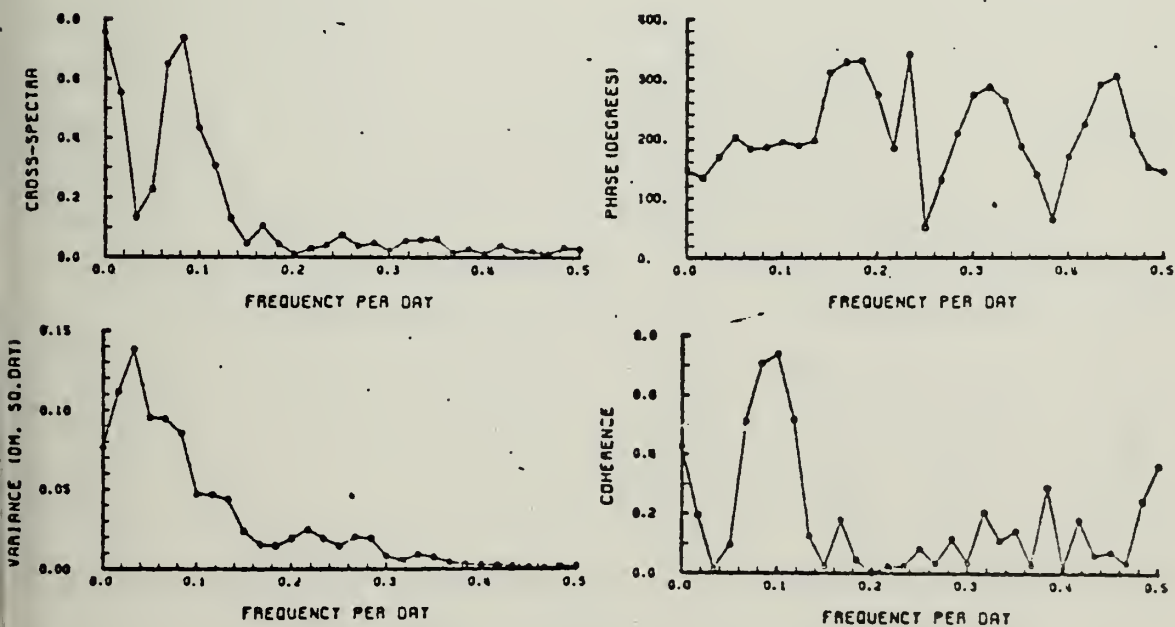 CROSS-SPECTRA
0.8
0.6
0.4
0.2
0.0
0.0 0.1 0.2 0.3 0.4 0.5
FREQUENCY PER DAY
PHASE (DEGREES)
400.
300.
200.
100.
0.
0.0 0.1 0.2 0.3 0.4 0.5
FREQUENCY PER DAY
VARIANCE (DM. SQ.DAY)
0.15
0.10
0.05
0.00
0.0 0.1 0.2 0.3 0.4 0.5
FREQUENCY PER DAY
COHERENCE
0.8
0.6
0.4
0.2
0.0
0.0 0.1 0.2 0.3 0.4 0.5
FREQUENCY PER DAY